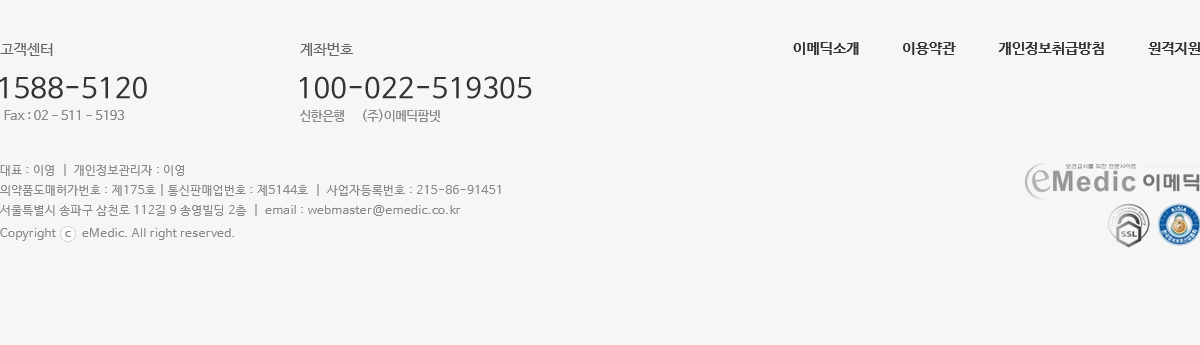 고객센터
1588-5120
Fax : 02 - 511 - 5193
계좌번호
100-022-519305
신한은행 (주)이메딕팜넷
이메딕소개 이용약관 개인정보취급방침 원격지원
대표 : 이영 | 개인정보관리자 : 이영
의약품도매허가번호 : 제175호 | 통신판매업번호 : 제5144호 | 사업자등록번호 : 215-86-91451
서울특별시 송파구 삼천로 112길 9 송영빌딩 2층 | email : webmaster@emedic.co.kr
Copyright c eMedic. All right reserved.
보건교사를 위한 전문사이트
eMedic 이메딕
SSL
KISIA